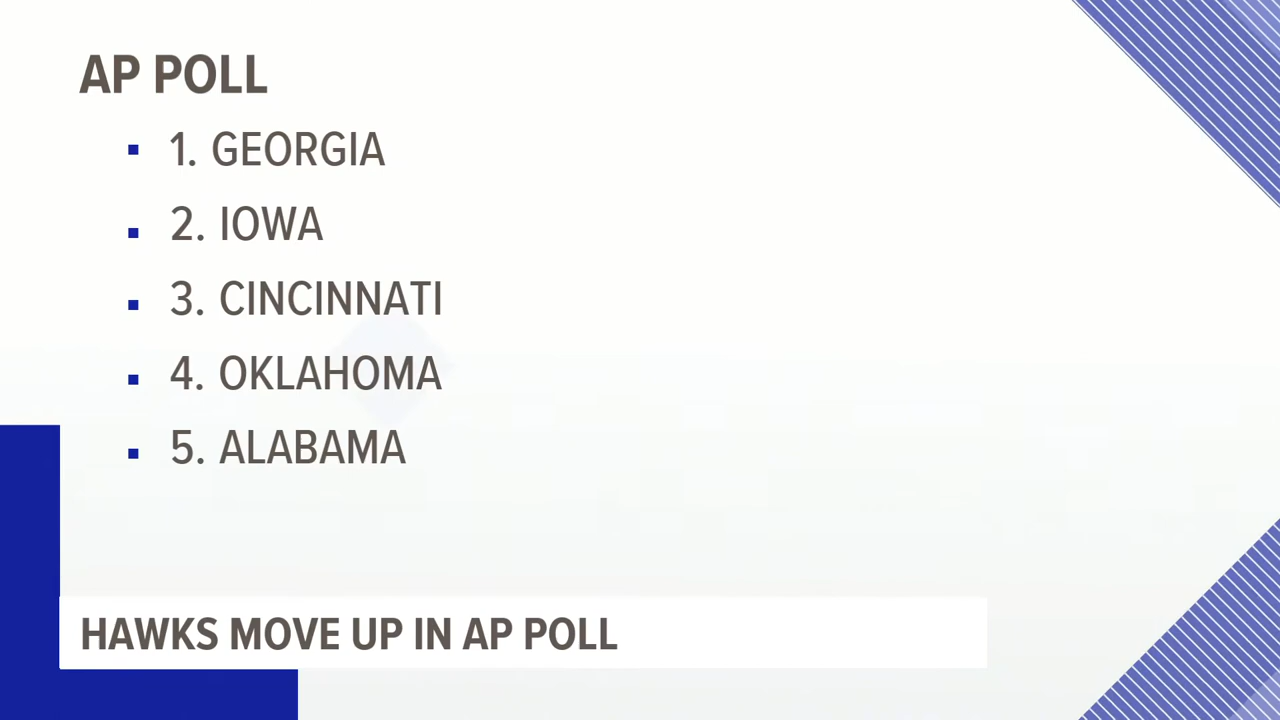 AP POLL
1. GEORGIA
2. IOWA
3. CINCINNATI
4. OKLAHOMA
5. ALABAMA
HAWKS MOVE UP IN AP POLL